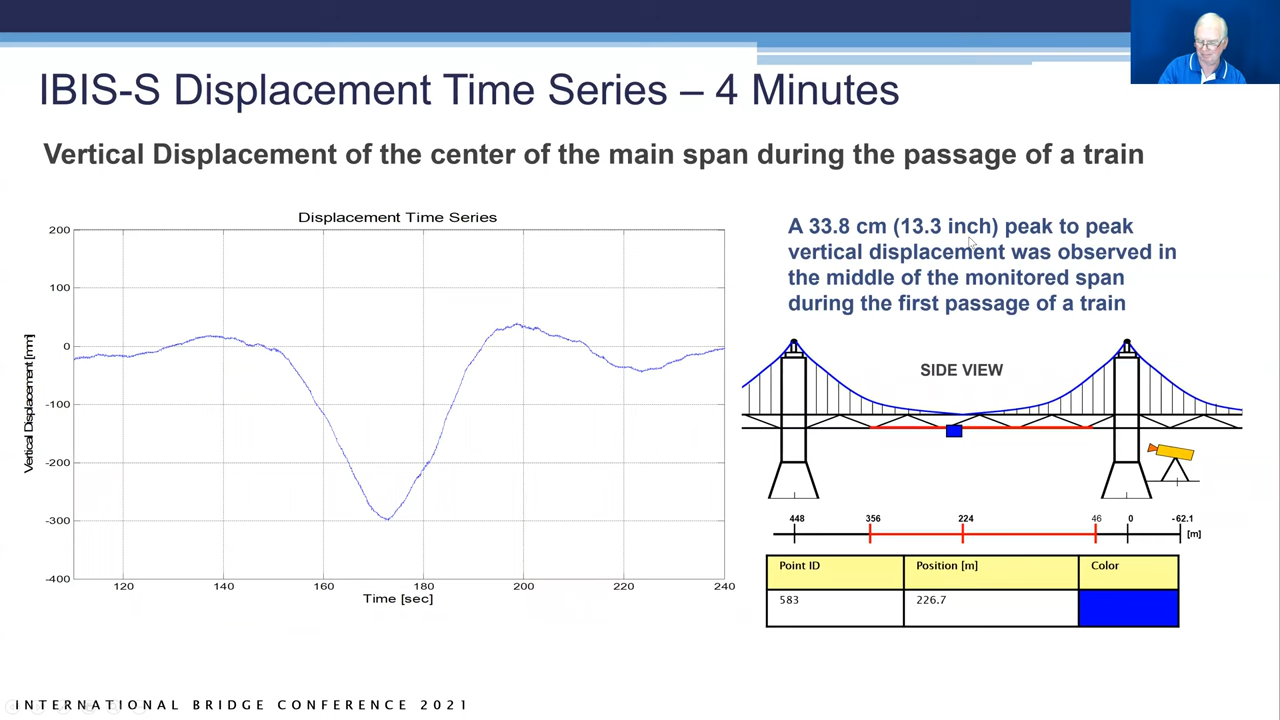 IBIS-S Displacement Time Series – 4 Minutes
Vertical Displacement of the center of the main span during the passage of a train
Displacement Time Series
200
100
0
-100
-200
-300
-400
Vertical Displacement [mm]
120 140 160 180 200 220 240
Time [sec]
A 33.8 cm (13.3 inch) peak to peak
vertical displacement was observed in
the middle of the monitored span
during the first passage of a train
SIDE VIEW
448 356 224 46 0 -62.1
[m]
Point ID Position [m] Color
583 226.7
INTERNATIONAL BRIDGE CONFERENCE 2021